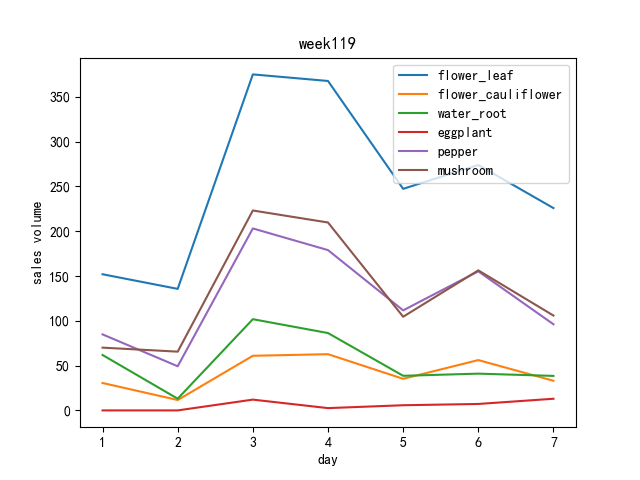 week119
flower_leaf
flower_cauliflower
water_root
eggplant
pepper
mushroom
sales volume
350
300
250
200
150
100
50
0
1 2 3 4 5 6 7
day